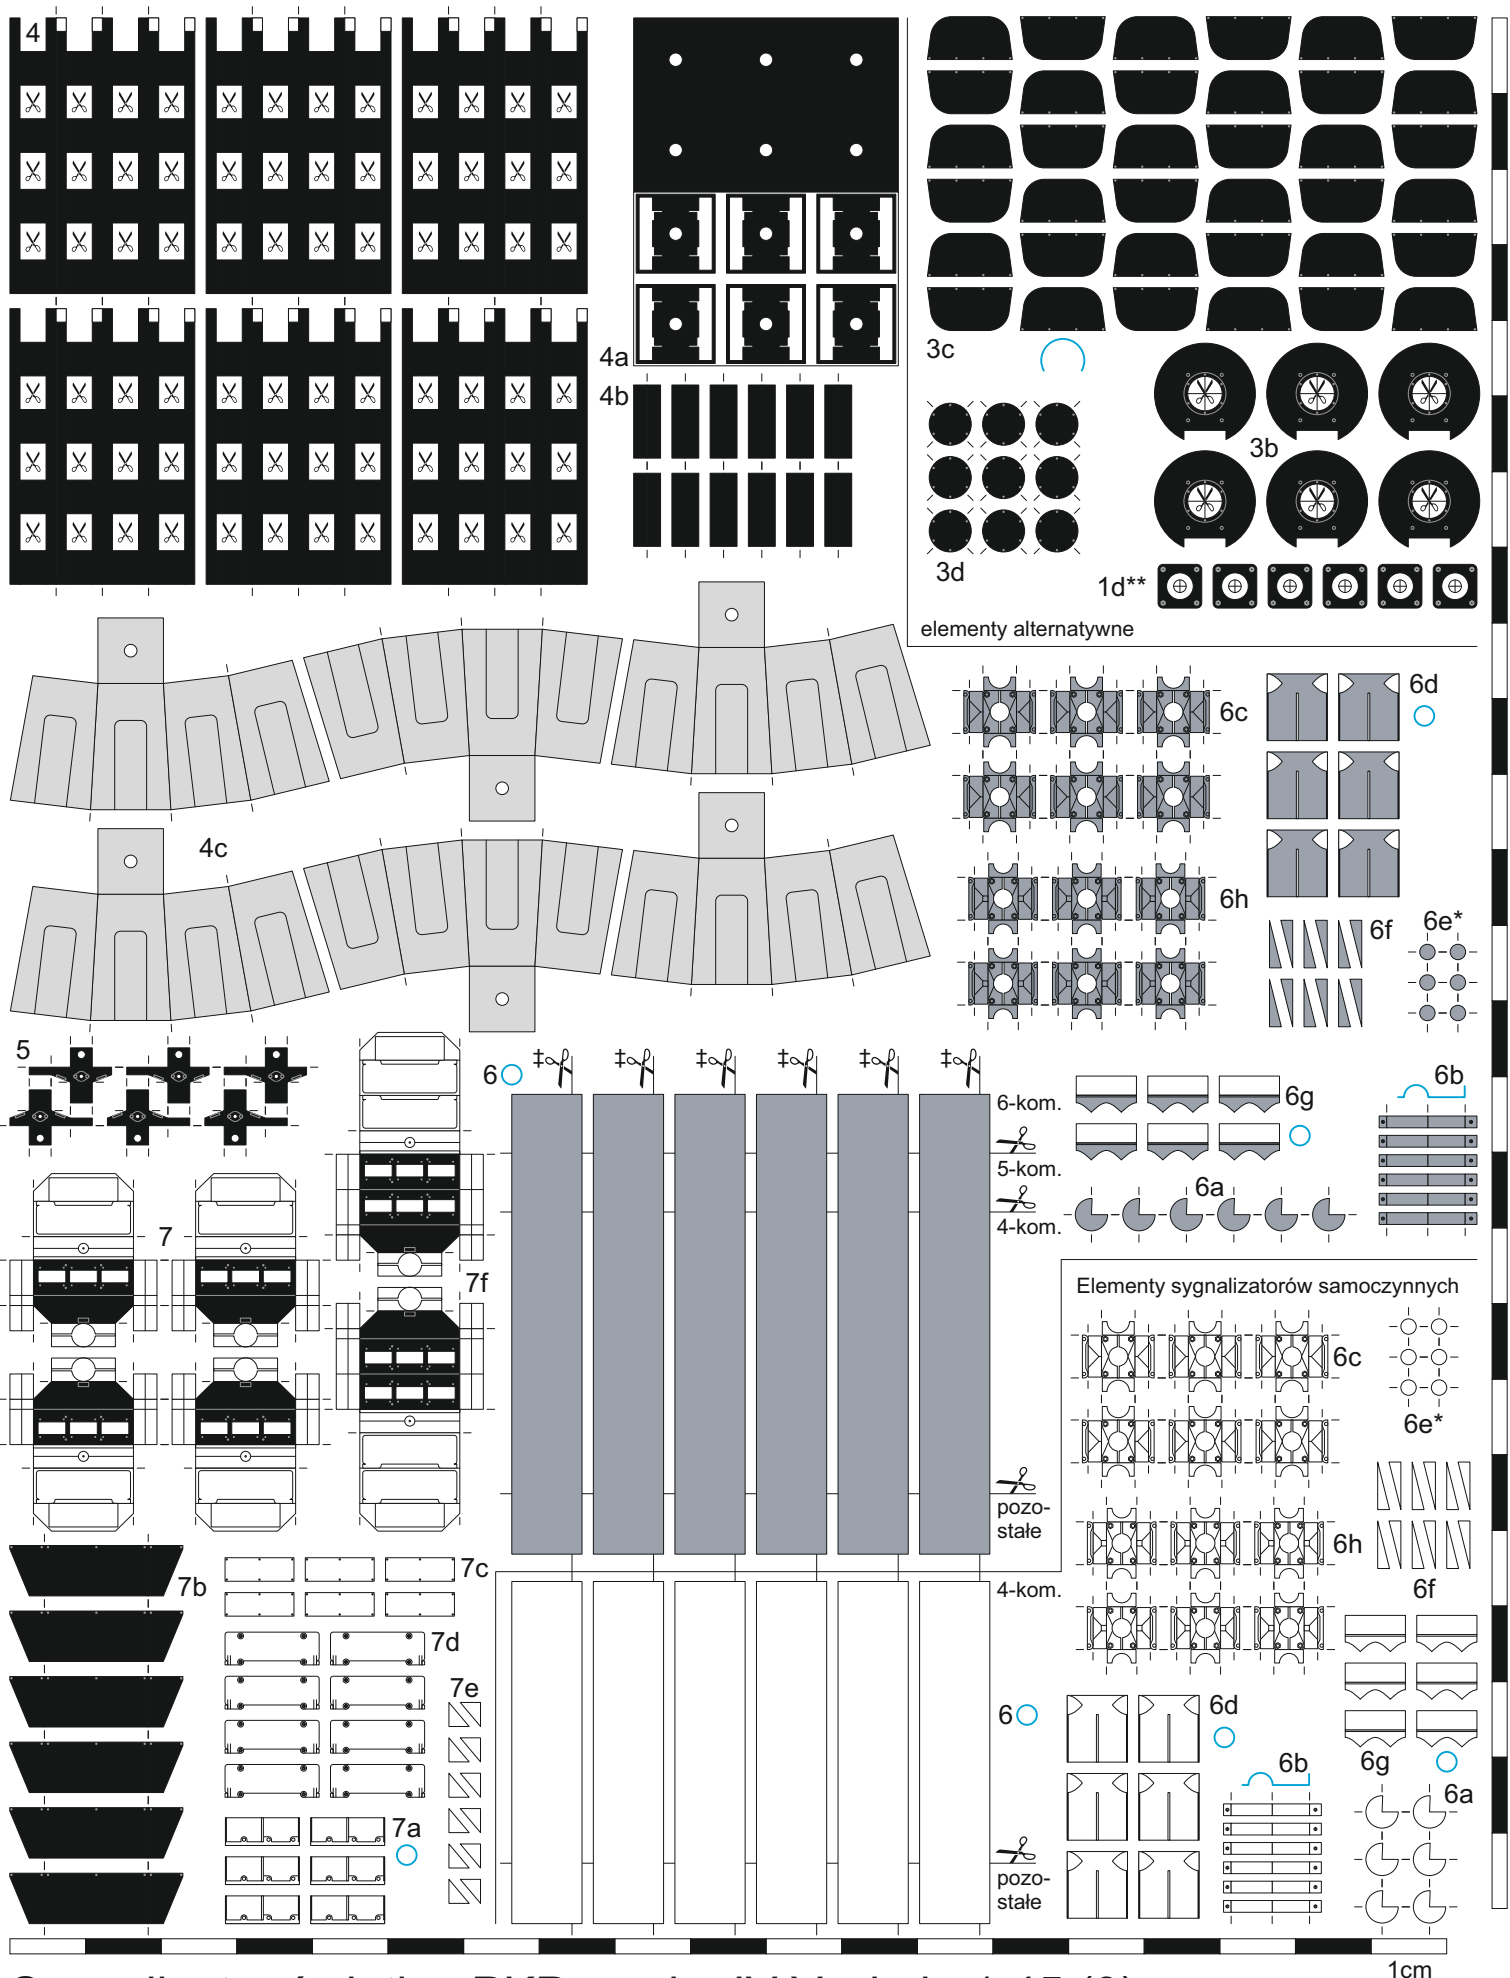 4
4a
4b
3c
3b
3d
1d**
elementy alternatywne
4c
6c
6d
6h
6f
6e*
5
6
‡
‡
‡
‡
‡
‡
6-kom.
5-kom.
4-kom.
6g
6b
6a
7
7f
Elementy sygnalizatorów samoczynnych
6c
6e*
pozo-
stałe
6h
6f
7b
7c
4-kom.
7d
7e
6
6d
6g
6b
6a
7a
pozo-
stałe
1cm